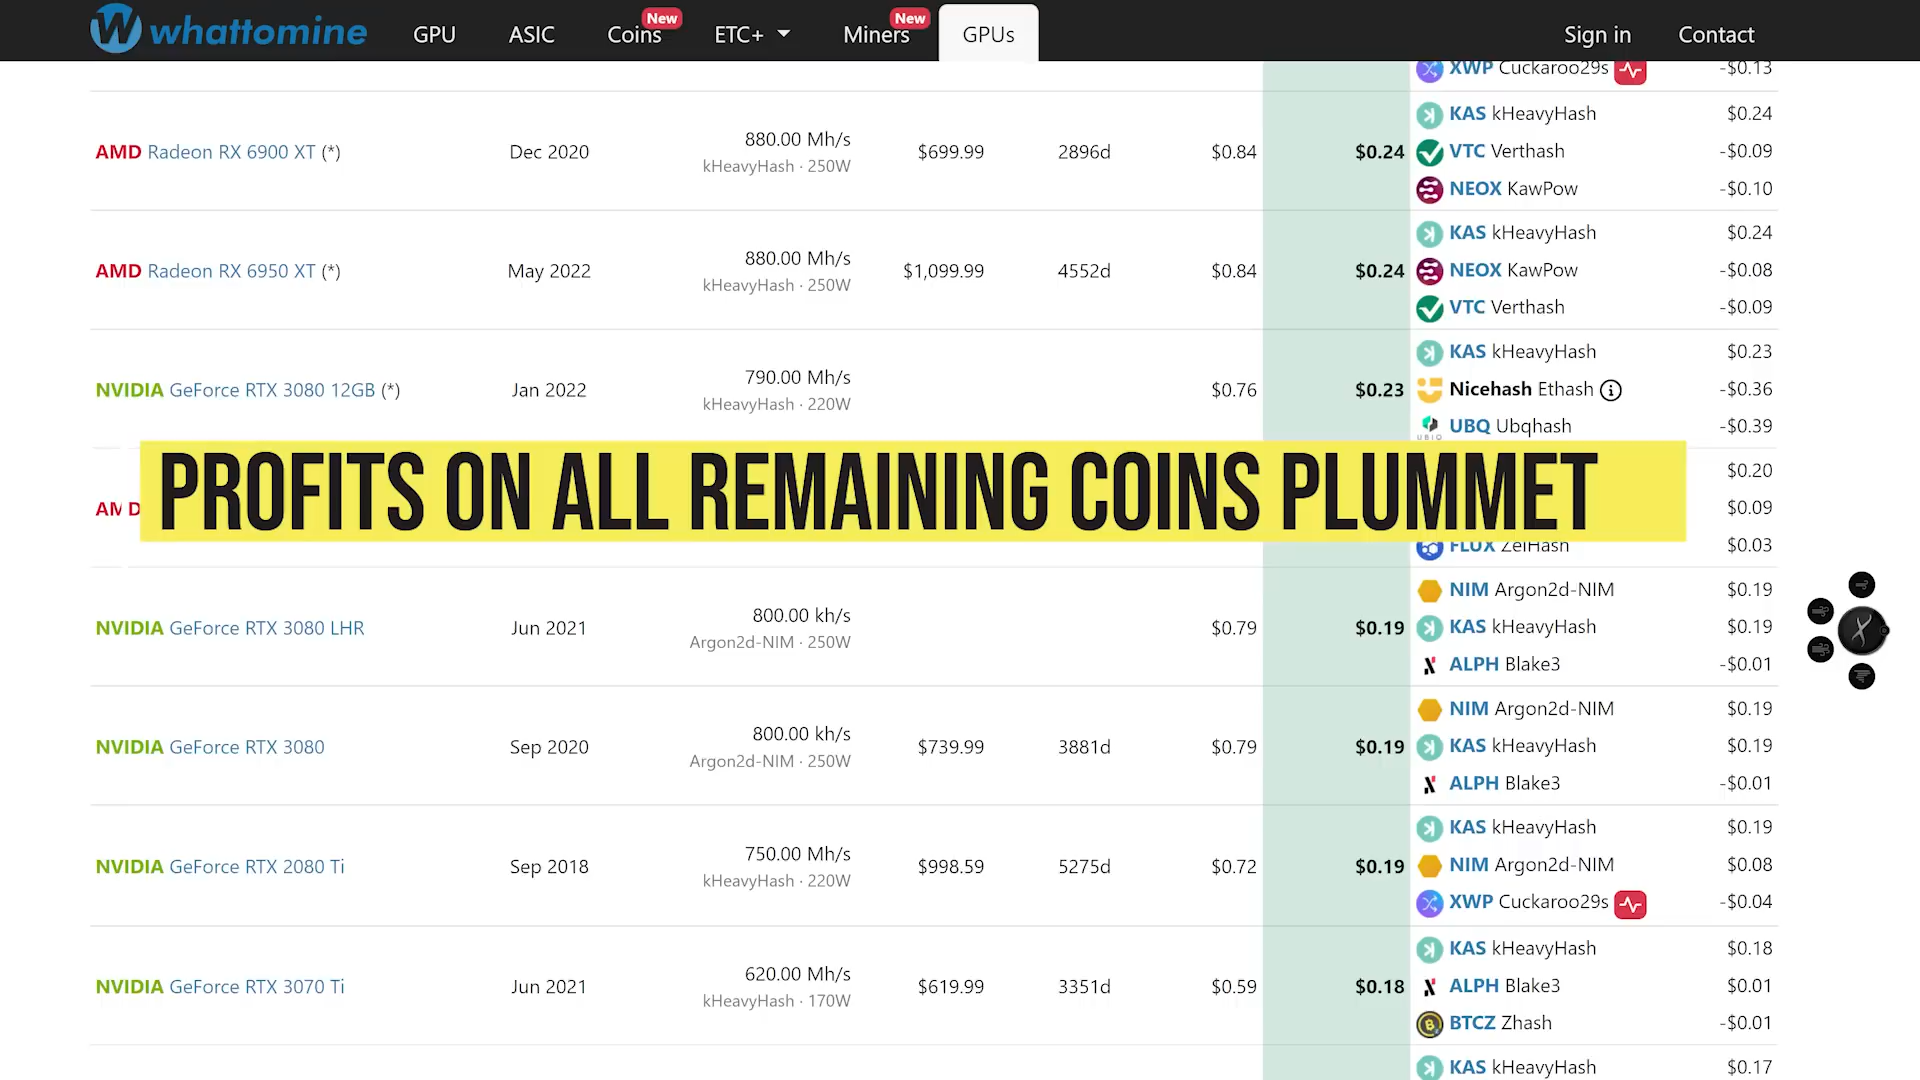 whattomine GPU ASIC Coins New ETC+ Miners New GPUs Sign in Contact
XWP Cuckaroo29s -$0.13
AMD Radeon RX 6900 XT (*) Dec 2020 880.00 Mh/s kHeavyHash · 250W $699.99 2896d $0.84 $0.24
KAS kHeavyHash $0.24
VTC Verthash -$0.09
NEOX KawPow -$0.10
AMD Radeon RX 6950 XT (*) May 2022 880.00 Mh/s kHeavyHash · 250W $1,099.99 4552d $0.84 $0.24
KAS kHeavyHash $0.24
NEOX KawPow -$0.08
VTC Verthash -$0.09
NVIDIA GeForce RTX 3080 12GB (*) Jan 2022 790.00 Mh/s kHeavyHash · 220W $0.76 $0.23
KAS kHeavyHash $0.23
Nicehash Ethash -$0.36
UBQ Ubqhash -$0.39
PROFITS ON ALL REMAINING COINS PLUMMET
AMD
$0.20
$0.09
FLUX ZelHash $0.03
NVIDIA GeForce RTX 3080 LHR Jun 2021 800.00 kh/s Argon2d-NIM · 250W $0.79 $0.19
NIM Argon2d-NIM $0.19
KAS kHeavyHash $0.19
ALPH Blake3 -$0.01
NVIDIA GeForce RTX 3080 Sep 2020 800.00 kh/s Argon2d-NIM · 250W $739.99 3881d $0.79 $0.19
NIM Argon2d-NIM $0.19
KAS kHeavyHash $0.19
ALPH Blake3 -$0.01
NVIDIA GeForce RTX 2080 Ti Sep 2018 750.00 Mh/s kHeavyHash · 220W $998.59 5275d $0.72 $0.19
KAS kHeavyHash $0.19
NIM Argon2d-NIM $0.08
XWP Cuckaroo29s -$0.04
NVIDIA GeForce RTX 3070 Ti Jun 2021 620.00 Mh/s kHeavyHash · 170W $619.99 3351d $0.59 $0.18
KAS kHeavyHash $0.18
ALPH Blake3 $0.01
BTCZ Zhash -$0.01
KAS kHeavyHash $0.17